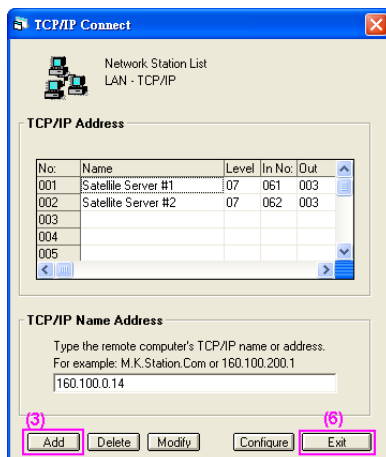 TCP/IP Connect
Network Station List
LAN - TCP/IP
TCP/IP Address
No: Name Level In No: Out
001 Satellile Server #1 07 061 003
002 Satellite Server #2 07 062 003
003
004
005
TCP/IP Name Address
Type the remote computer's TCP/IP name or address.
For example: M.K.Station.Com or 160.100.200.1
160.100.0.14
(3) (6)
Add Delete Modify Configure Exit